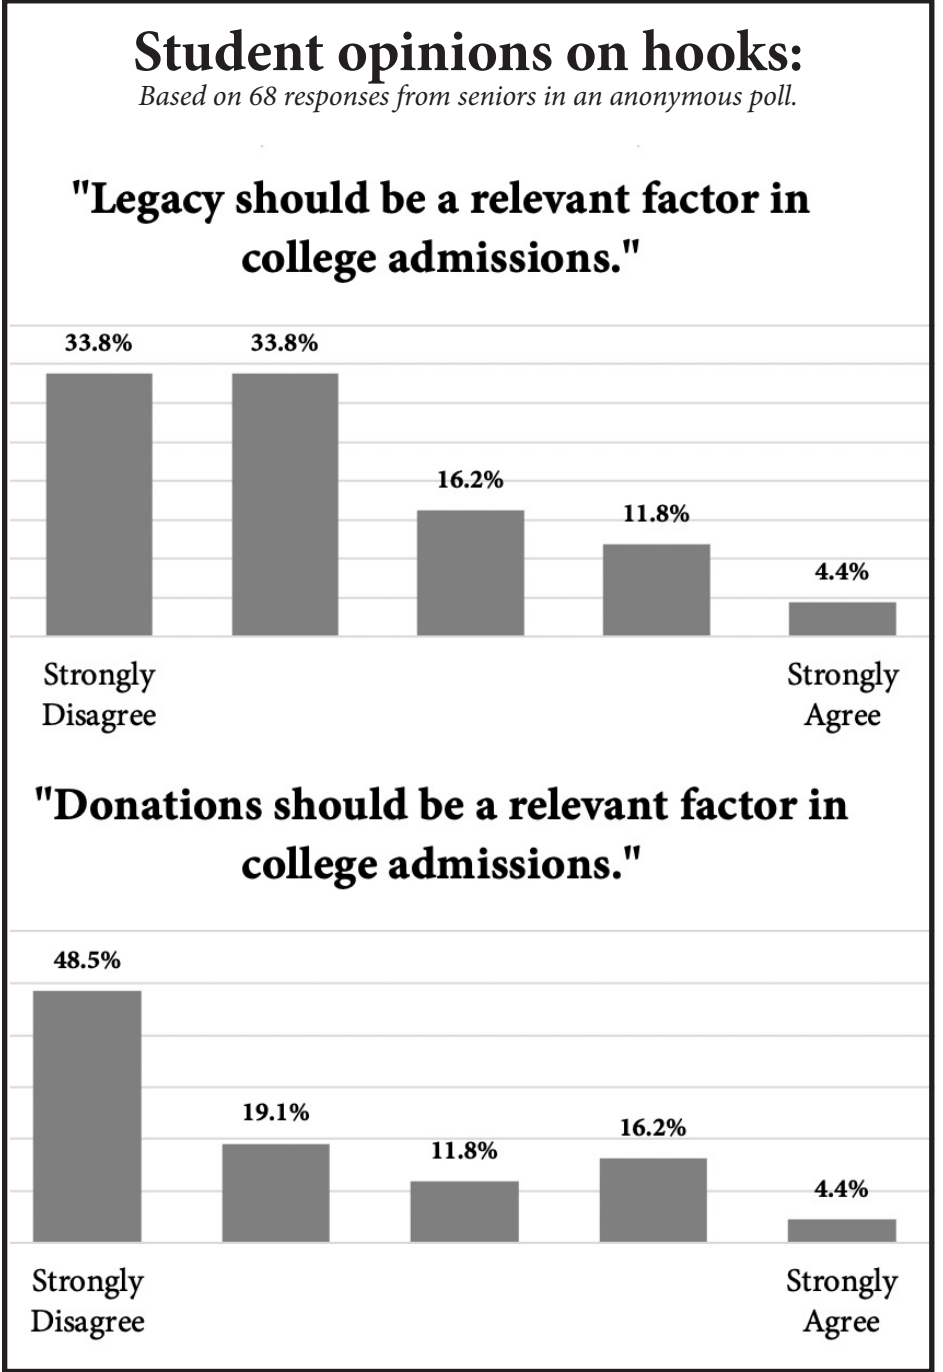 Student opinions on hooks:
Based on 68 responses from seniors in an anonymous poll.
"Legacy should be a relevant factor in
college admissions."
33.8%
33.8%
16.2%
11.8%
4.4%
Strongly
Disagree
Strongly
Agree
"Donations should be a relevant factor in
college admissions."
48.5%
19.1%
11.8%
16.2%
4.4%
Strongly
Disagree
Strongly
Agree